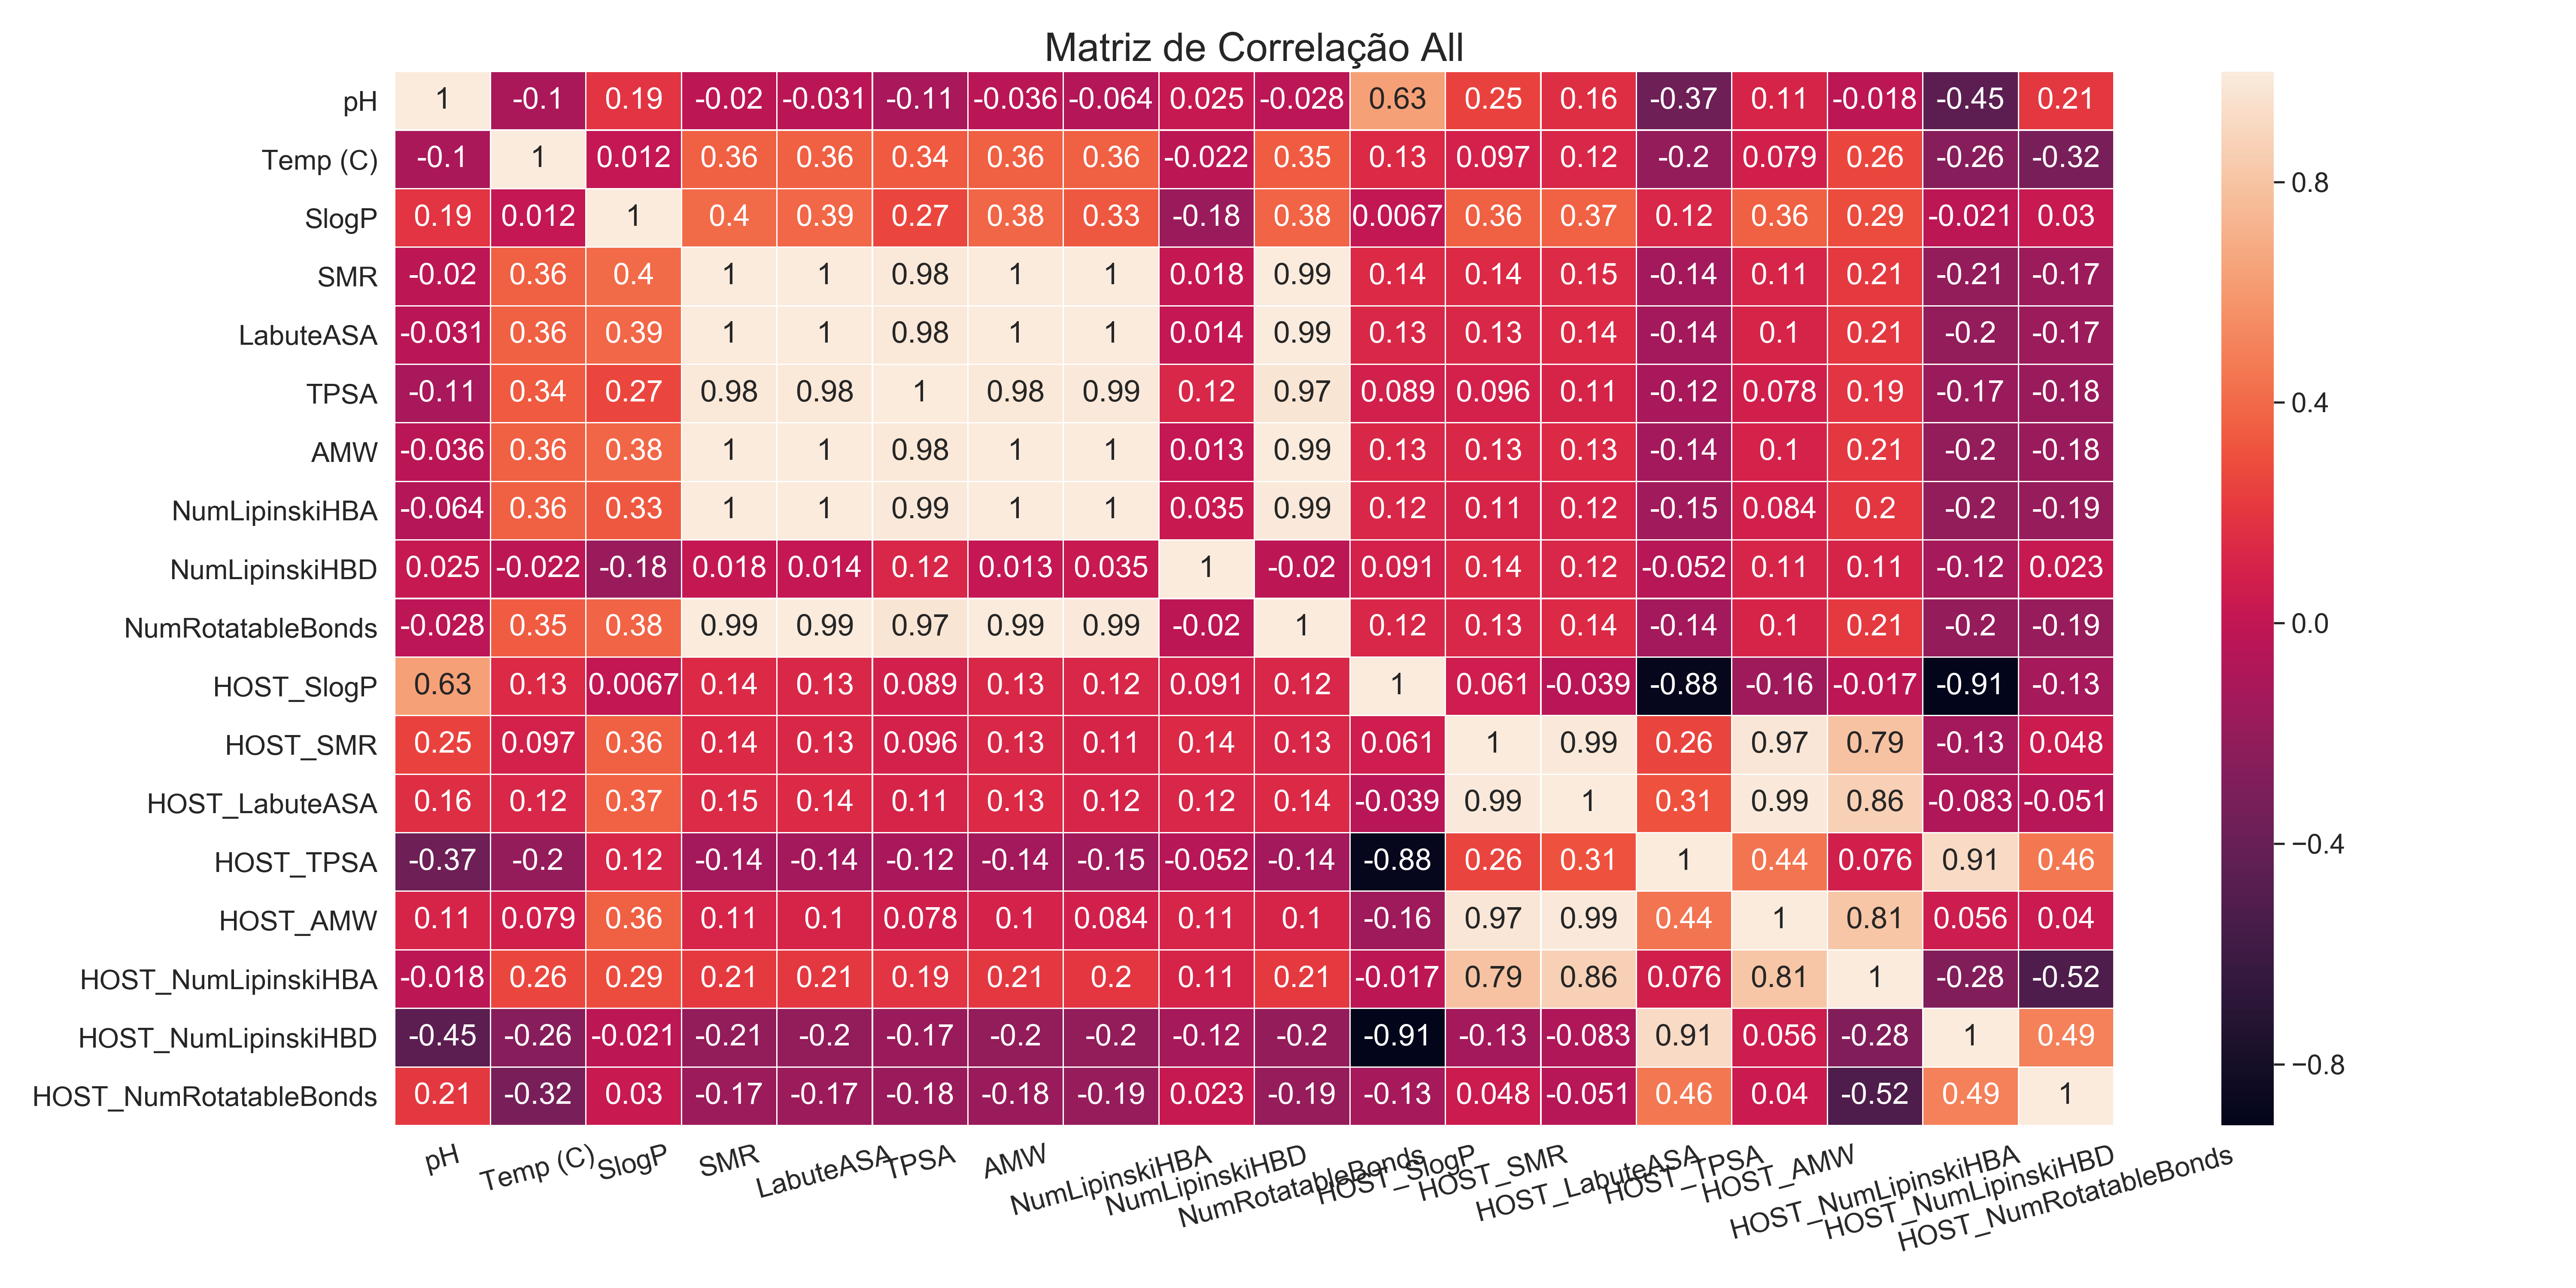 Matriz de Correlação All
pH 1 -0.1 0.19 -0.02 -0.031 -0.11 -0.036 -0.064 0.025 -0.028 0.63 0.25 0.16 -0.37 0.11 -0.018 -0.45 0.21
Temp (C) -0.1 1 0.012 0.36 0.36 0.34 0.36 0.36 -0.022 0.35 0.13 0.097 0.12 -0.2 0.079 0.26 -0.26 -0.32
0.8
SlogP 0.19 0.012 1 0.4 0.39 0.27 0.38 0.33 -0.18 0.38 0.0067 0.36 0.37 0.12 0.36 0.29 -0.021 0.03
SMR -0.02 0.36 0.4 1 1 0.98 1 1 0.018 0.99 0.14 0.14 0.15 -0.14 0.11 0.21 -0.21 -0.17
LabuteASA -0.031 0.36 0.39 1 1 0.98 1 1 0.014 0.99 0.13 0.13 0.14 -0.14 0.1 0.21 -0.2 -0.17
TPSA -0.11 0.34 0.27 0.98 0.98 1 0.98 0.99 0.12 0.97 0.089 0.096 0.11 -0.12 0.078 0.19 -0.17 -0.18
0.4
AMW -0.036 0.36 0.38 1 1 0.98 1 1 0.013 0.99 0.13 0.13 0.13 -0.14 0.1 0.21 -0.2 -0.18
NumLipinskiHBA -0.064 0.36 0.33 1 1 0.99 1 1 0.035 0.99 0.12 0.11 0.12 -0.15 0.084 0.2 -0.2 -0.19
NumLipinskiHBD 0.025 -0.022 -0.18 0.018 0.014 0.12 0.013 0.035 1 -0.02 0.091 0.14 0.12 -0.052 0.11 0.11 -0.12 0.023
NumRotatableBonds -0.028 0.35 0.38 0.99 0.99 0.97 0.99 0.99 -0.02 1 0.12 0.13 0.14 -0.14 0.1 0.21 -0.2 -0.19
0.0
HOST_SlogP 0.63 0.13 0.0067 0.14 0.13 0.089 0.13 0.12 0.091 0.12 1 0.061 -0.039 -0.88 -0.16 -0.017 -0.91 -0.13
HOST_SMR 0.25 0.097 0.36 0.14 0.13 0.096 0.13 0.11 0.14 0.13 0.061 1 0.99 0.26 0.97 0.79 -0.13 0.048
HOST_LabuteASA 0.16 0.12 0.37 0.15 0.14 0.11 0.13 0.12 0.12 0.14 -0.039 0.99 1 0.31 0.99 0.86 -0.083 -0.051
HOST_TPSA -0.37 -0.2 0.12 -0.14 -0.14 -0.12 -0.14 -0.15 -0.052 -0.14 -0.88 0.26 0.31 1 0.44 0.076 0.91 0.46
−0.4
HOST_AMW 0.11 0.079 0.36 0.11 0.1 0.078 0.1 0.084 0.11 0.1 -0.16 0.97 0.99 0.44 1 0.81 0.056 0.04
HOST_NumLipinskiHBA -0.018 0.26 0.29 0.21 0.21 0.19 0.21 0.2 0.11 0.21 -0.017 0.79 0.86 0.076 0.81 1 -0.28 -0.52
HOST_NumLipinskiHBD -0.45 -0.26 -0.021 -0.21 -0.2 -0.17 -0.2 -0.2 -0.12 -0.2 -0.91 -0.13 -0.083 0.91 0.056 -0.28 1 0.49
−0.8
HOST_NumRotatableBonds 0.21 -0.32 0.03 -0.17 -0.17 -0.18 -0.18 -0.19 0.023 -0.19 -0.13 0.048 -0.051 0.46 0.04 -0.52 0.49 1
pH
Temp (C)
SlogP
SMR
LabuteASA
TPSA
AMW
NumLipinskiHBA
NumLipinskiHBD
NumRotatableBonds
HOST_SlogP
HOST_SMR
HOST_LabuteASA
HOST_TPSA
HOST_AMW
HOST_NumLipinskiHBA
HOST_NumLipinskiHBD
HOST_NumRotatableBonds